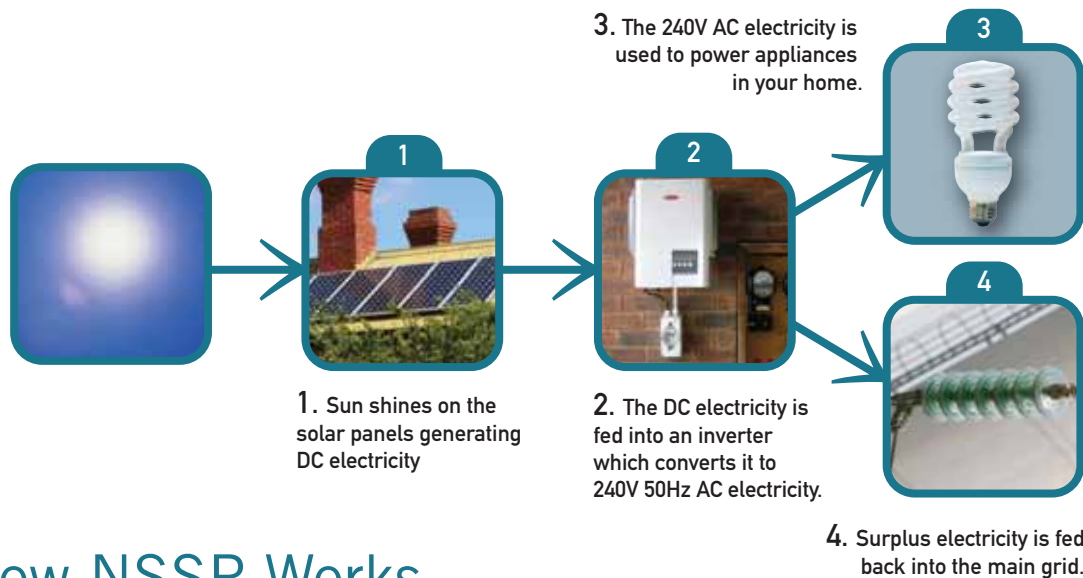 3. The 240V AC electricity is
used to power appliances
in your home.
3
1
2
1. Sun shines on the
solar panels generating
DC electricity
2. The DC electricity is
fed into an inverter
which converts it to
240V 50Hz AC electricity.
4
4. Surplus electricity is fed
back into the main grid.
NSSP Works